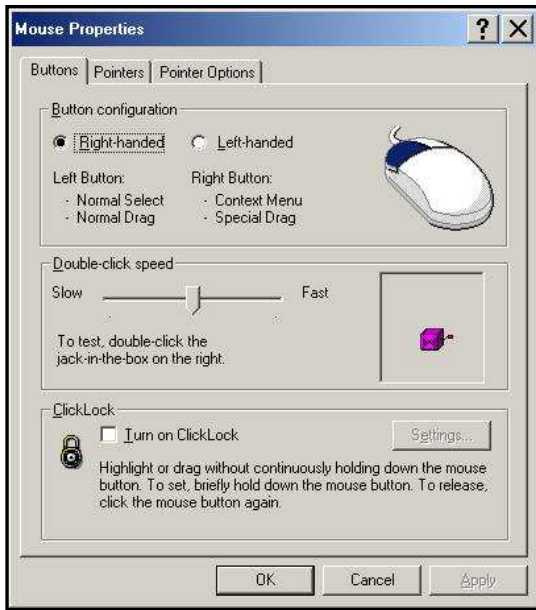 Mouse Properties
Buttons Pointers Pointer Options
Button configuration
Right-handed Left-handed
Left Button: Right Button:
- Normal Select - Context Menu
- Normal Drag - Special Drag
Double-click speed
Slow Fast
To test, double-click the
jack-in-the-box on the right.
ClickLock
Turn on ClickLock Settings...
Highlight or drag without continuously holding down the mouse
button. To set, briefly hold down the mouse button. To release,
click the mouse button again.
OK Cancel Apply